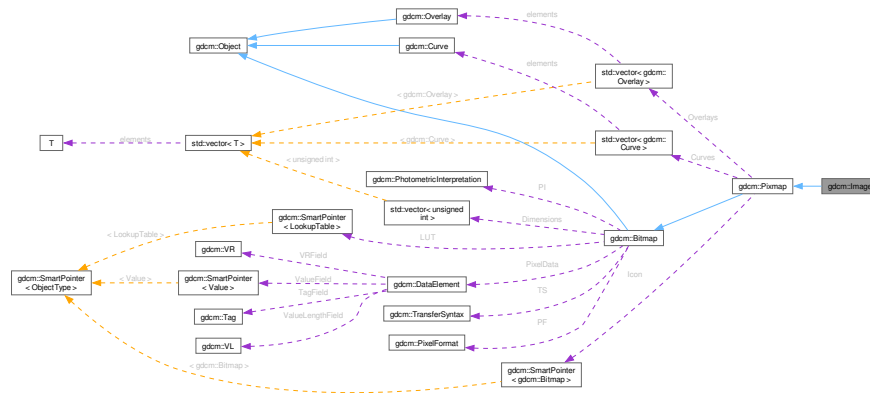 gdcm::Overlay
elements
gdcm::Object
gdcm::Curve
elements
std::vector< gdcm::
Overlay >
< gdcm::Overlay >
Overlays
T
elements
std::vector< T >
< gdcm::Curve >
std::vector< gdcm::
Curve >
Curves
< unsigned int >
gdcm::PhotometricInterpretation
PI
gdcm::Pixmap
gdcm::Image
std::vector< unsigned
int >
Dimensions
gdcm::SmartPointer
< LookupTable >
< LookupTable >
LUT
gdcm::Bitmap
gdcm::VR
VRField
PixelData
Icon
gdcm::SmartPointer
< ObjectType >
< Value >
gdcm::SmartPointer
< Value >
ValueField
gdcm::DataElement
TagField
TS
gdcm::Tag
ValueLengthField
gdcm::TransferSyntax
PF
gdcm::VL
gdcm::PixelFormat
< gdcm::Bitmap >
gdcm::SmartPointer
< gdcm::Bitmap >